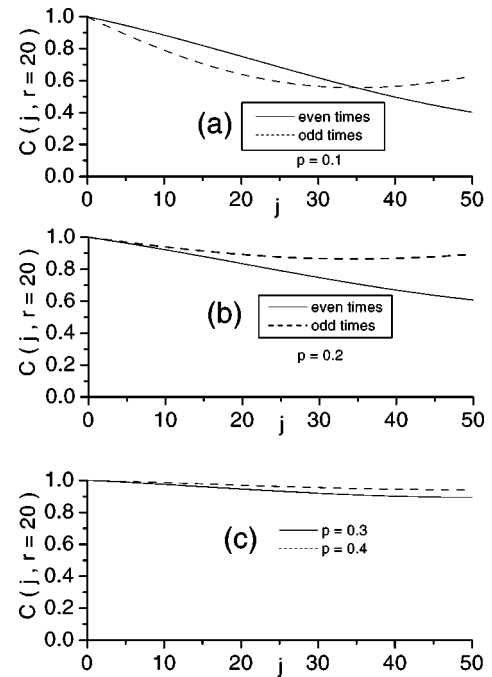 1.0
0.8
0.6
0.4
0.2
0.0
C ( j , r = 20 )
(a)
even times
odd times
p = 0.1
0 10 20 30 40 50
j
1.0
0.8
0.6
0.4
0.2
0.0
C ( j , r = 20 )
(b)
even times
odd times
p = 0.2
0 10 20 30 40 50
j
1.0
0.8
0.6
0.4
0.2
0.0
C ( j , r = 20 )
(c)
p = 0.3
p = 0.4
0 10 20 30 40 50
j